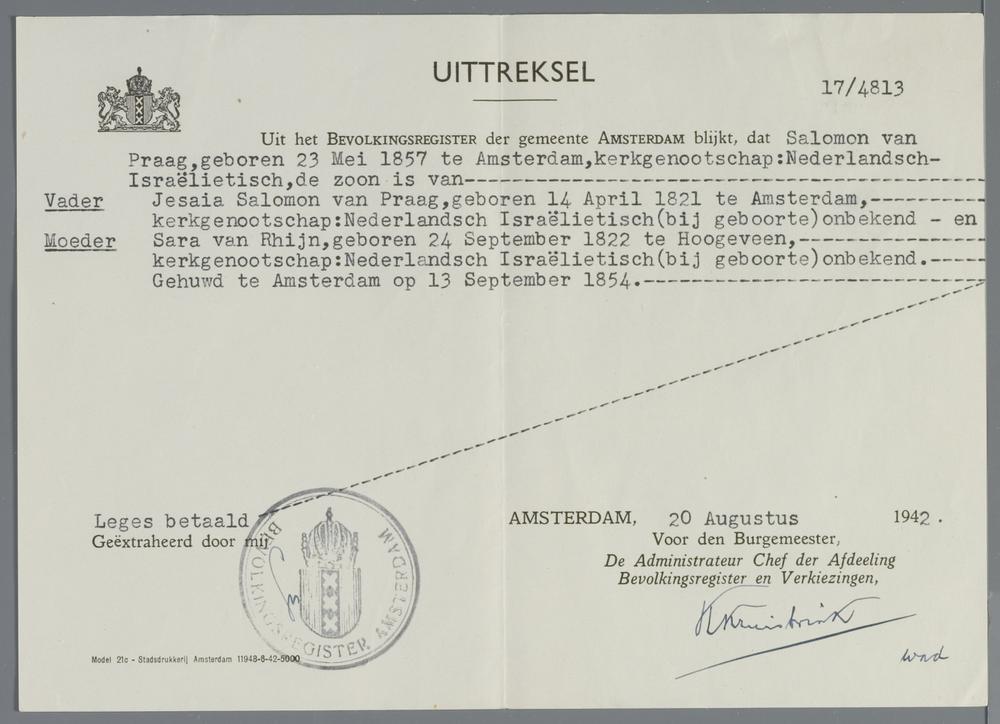 UITTREKSEL
17/4813
Uit het BEVOLKINGSREGISTER der gemeente AMSTERDAM blijkt, dat Salomon van
Praag,geboren 23 Mei 1857 te Amsterdam,kerkgenootschap:Nederlandsch-
Israëlietisch,de zoon is van
Vader Jesaia Salomon van Praag,geboren 14 April 1821 te Amsterdam,
kerkgenootschap:Nederlandsch Israëlietisch(bij geboorte)onbekend - en
Moeder Sara van Rhijn,geboren 24 September 1822 te Hoogeveen,
kerkgenootschap:Nederlandsch Israëlietisch(bij geboorte)onbekend.
Gehuwd te Amsterdam op 13 September 1854.
Leges betaald
Geëxtraheerd door mij
BEVOLKINGSREGISTER AMSTERDAM
AMSTERDAM, 20 Augustus 1942.
Voor den Burgemeester,
De Administrateur Chef der Afdeeling
Bevolkingsregister en Verkiezingen,
Model 21c - Stadsdrukkerij Amsterdam 11948-6-42-5000